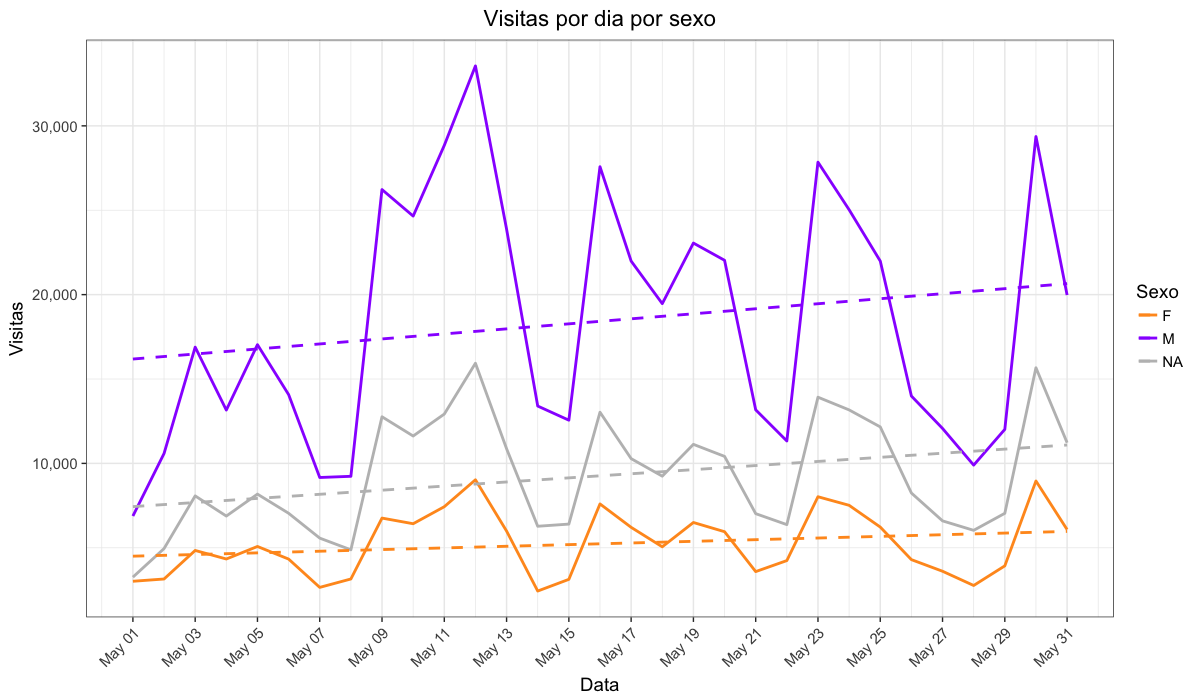 Visitas por dia por sexo
Visitas
30,000
20,000
10,000
May 01
May 03
May 05
May 07
May 09
May 11
May 13
May 15
May 17
May 19
May 21
May 23
May 25
May 27
May 29
May 31
Data
Sexo
F
M
NA